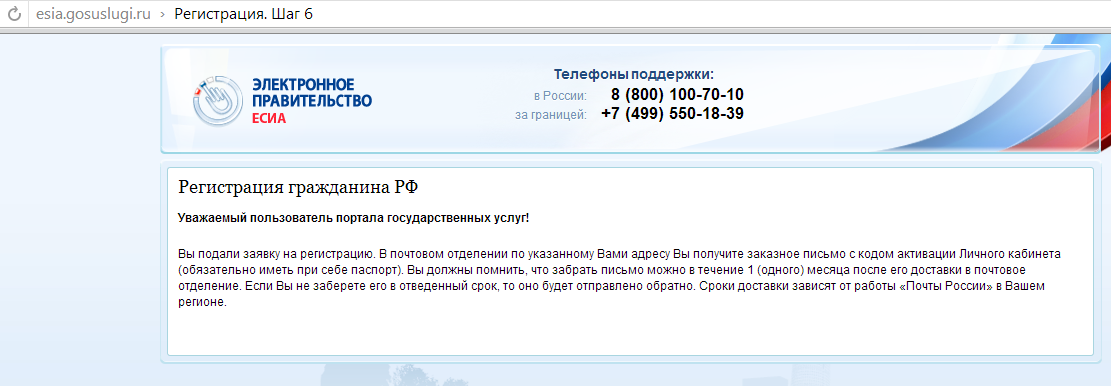 esia.gosuslugi.ru › Регистрация. Шаг 6
ЭЛЕКТРОННОЕ
ПРАВИТЕЛЬСТВО
ЕСИА
Телефоны поддержки:
в России: 8 (800) 100-70-10
за границей: +7 (499) 550-18-39
Регистрация гражданина РФ
Уважаемый пользователь портала государственных услуг!
Вы подали заявку на регистрацию. В почтовом отделении по указанному Вами адресу Вы получите заказное письмо с кодом активации Личного кабинета
(обязательно иметь при себе паспорт). Вы должны помнить, что забрать письмо можно в течение 1 (одного) месяца после его доставки в почтовое
отделение. Если Вы не заберете его в отведенный срок, то оно будет отправлено обратно. Сроки доставки зависят от работы «Почты России» в Вашем
регионе.